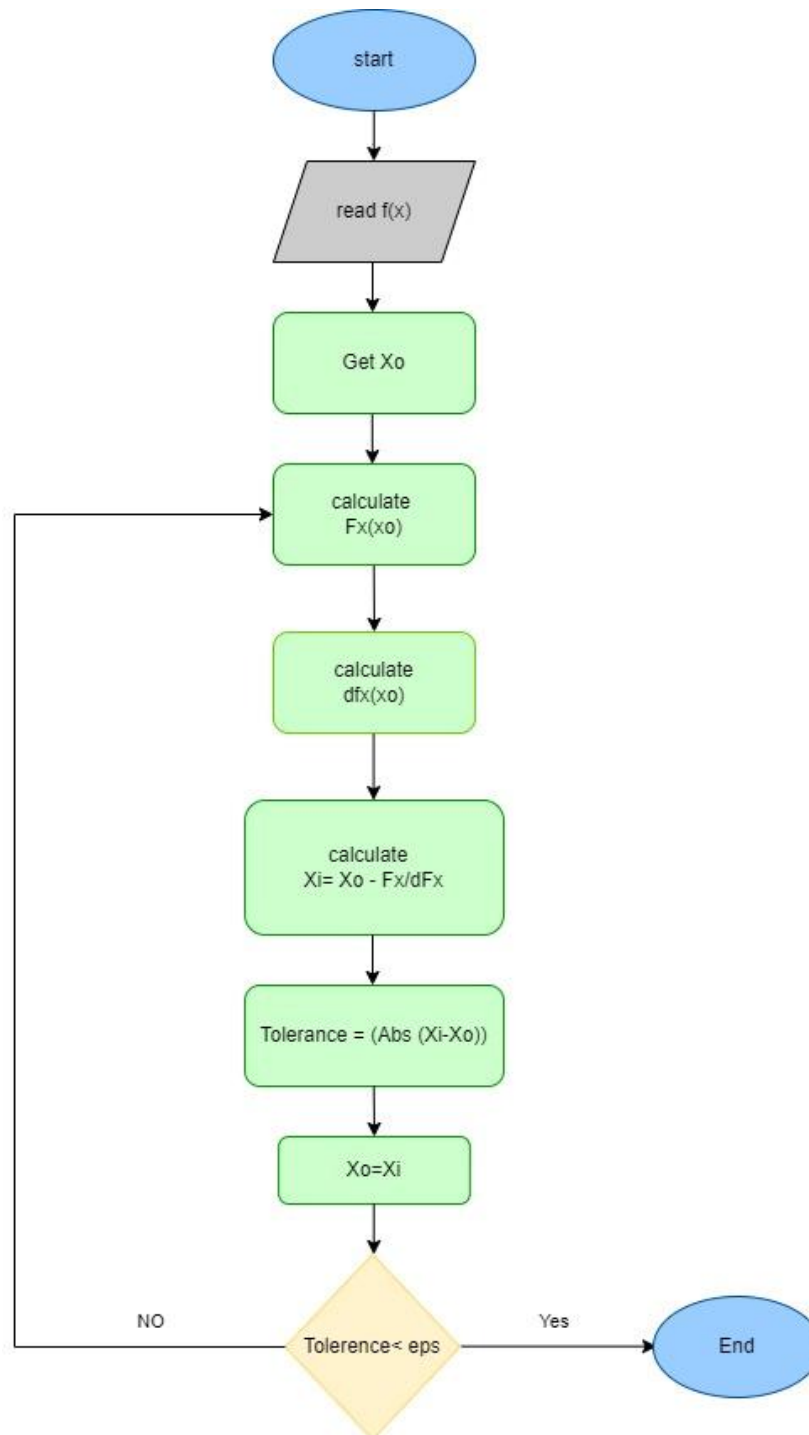 start
read f(x)
Get Xo
calculate
Fx(xo)
calculate
dfx(xo)
calculate
Xi= Xo - Fx/dFx
Tolerance = (Abs (Xi-Xo))
Xo=Xi
NO
Tolerence< eps
Yes
End